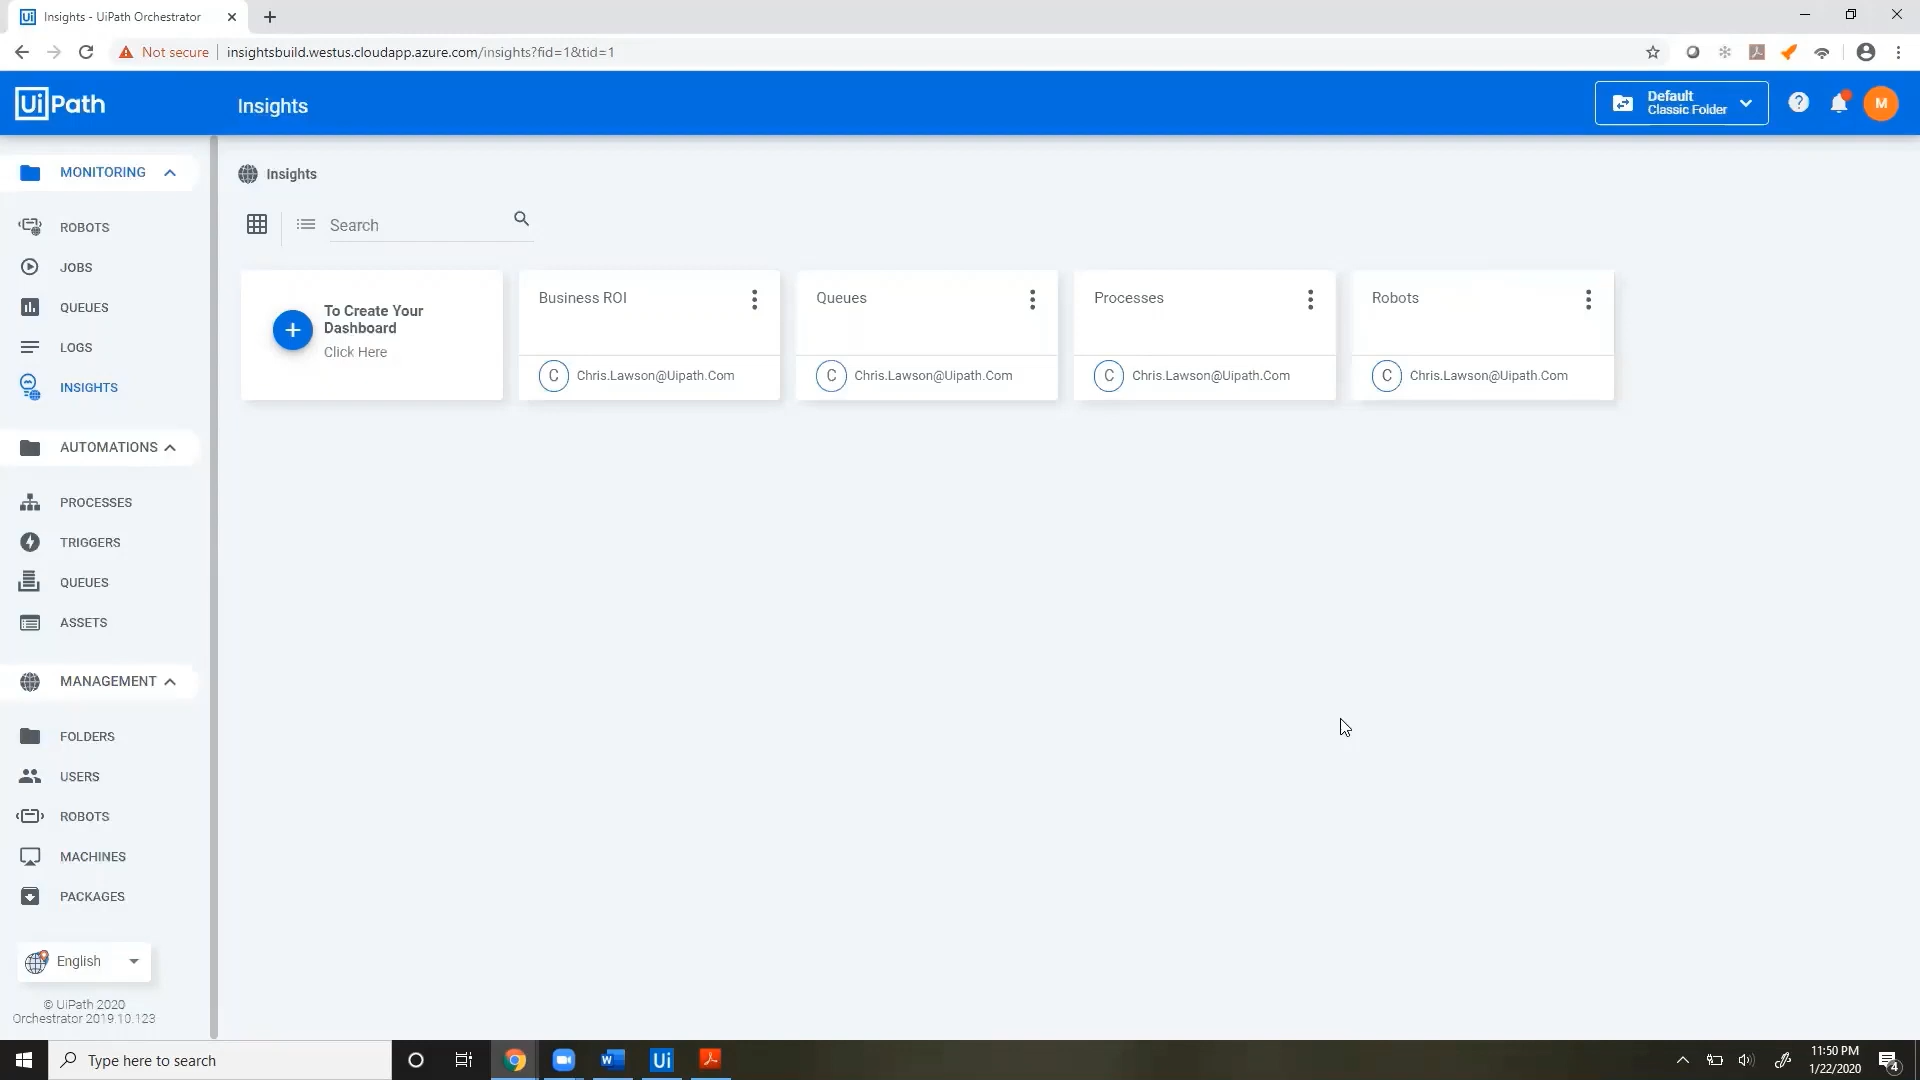 Insights - UiPath Orchestrator
Not secure
insightsbuild.westus.cloudapp.azure.com/insights?fid=1&tid=1
UiPath
Insights
Default
Classic Folder
M
MONITORING
ROBOTS
JOBS
QUEUES
LOGS
INSIGHTS
AUTOMATIONS
PROCESSES
TRIGGERS
QUEUES
ASSETS
MANAGEMENT
FOLDERS
USERS
ROBOTS
MACHINES
PACKAGES
English
© UiPath 2020
Orchestrator 2019.10.123
Insights
Search
To Create Your
Dashboard
Click Here
Business ROI
C Chris.Lawson@Uipath.Com
Queues
C Chris.Lawson@Uipath.Com
Processes
C Chris.Lawson@Uipath.Com
Robots
C Chris.Lawson@Uipath.Com
Type here to search
Ui
11:50 PM
1/22/2020
4